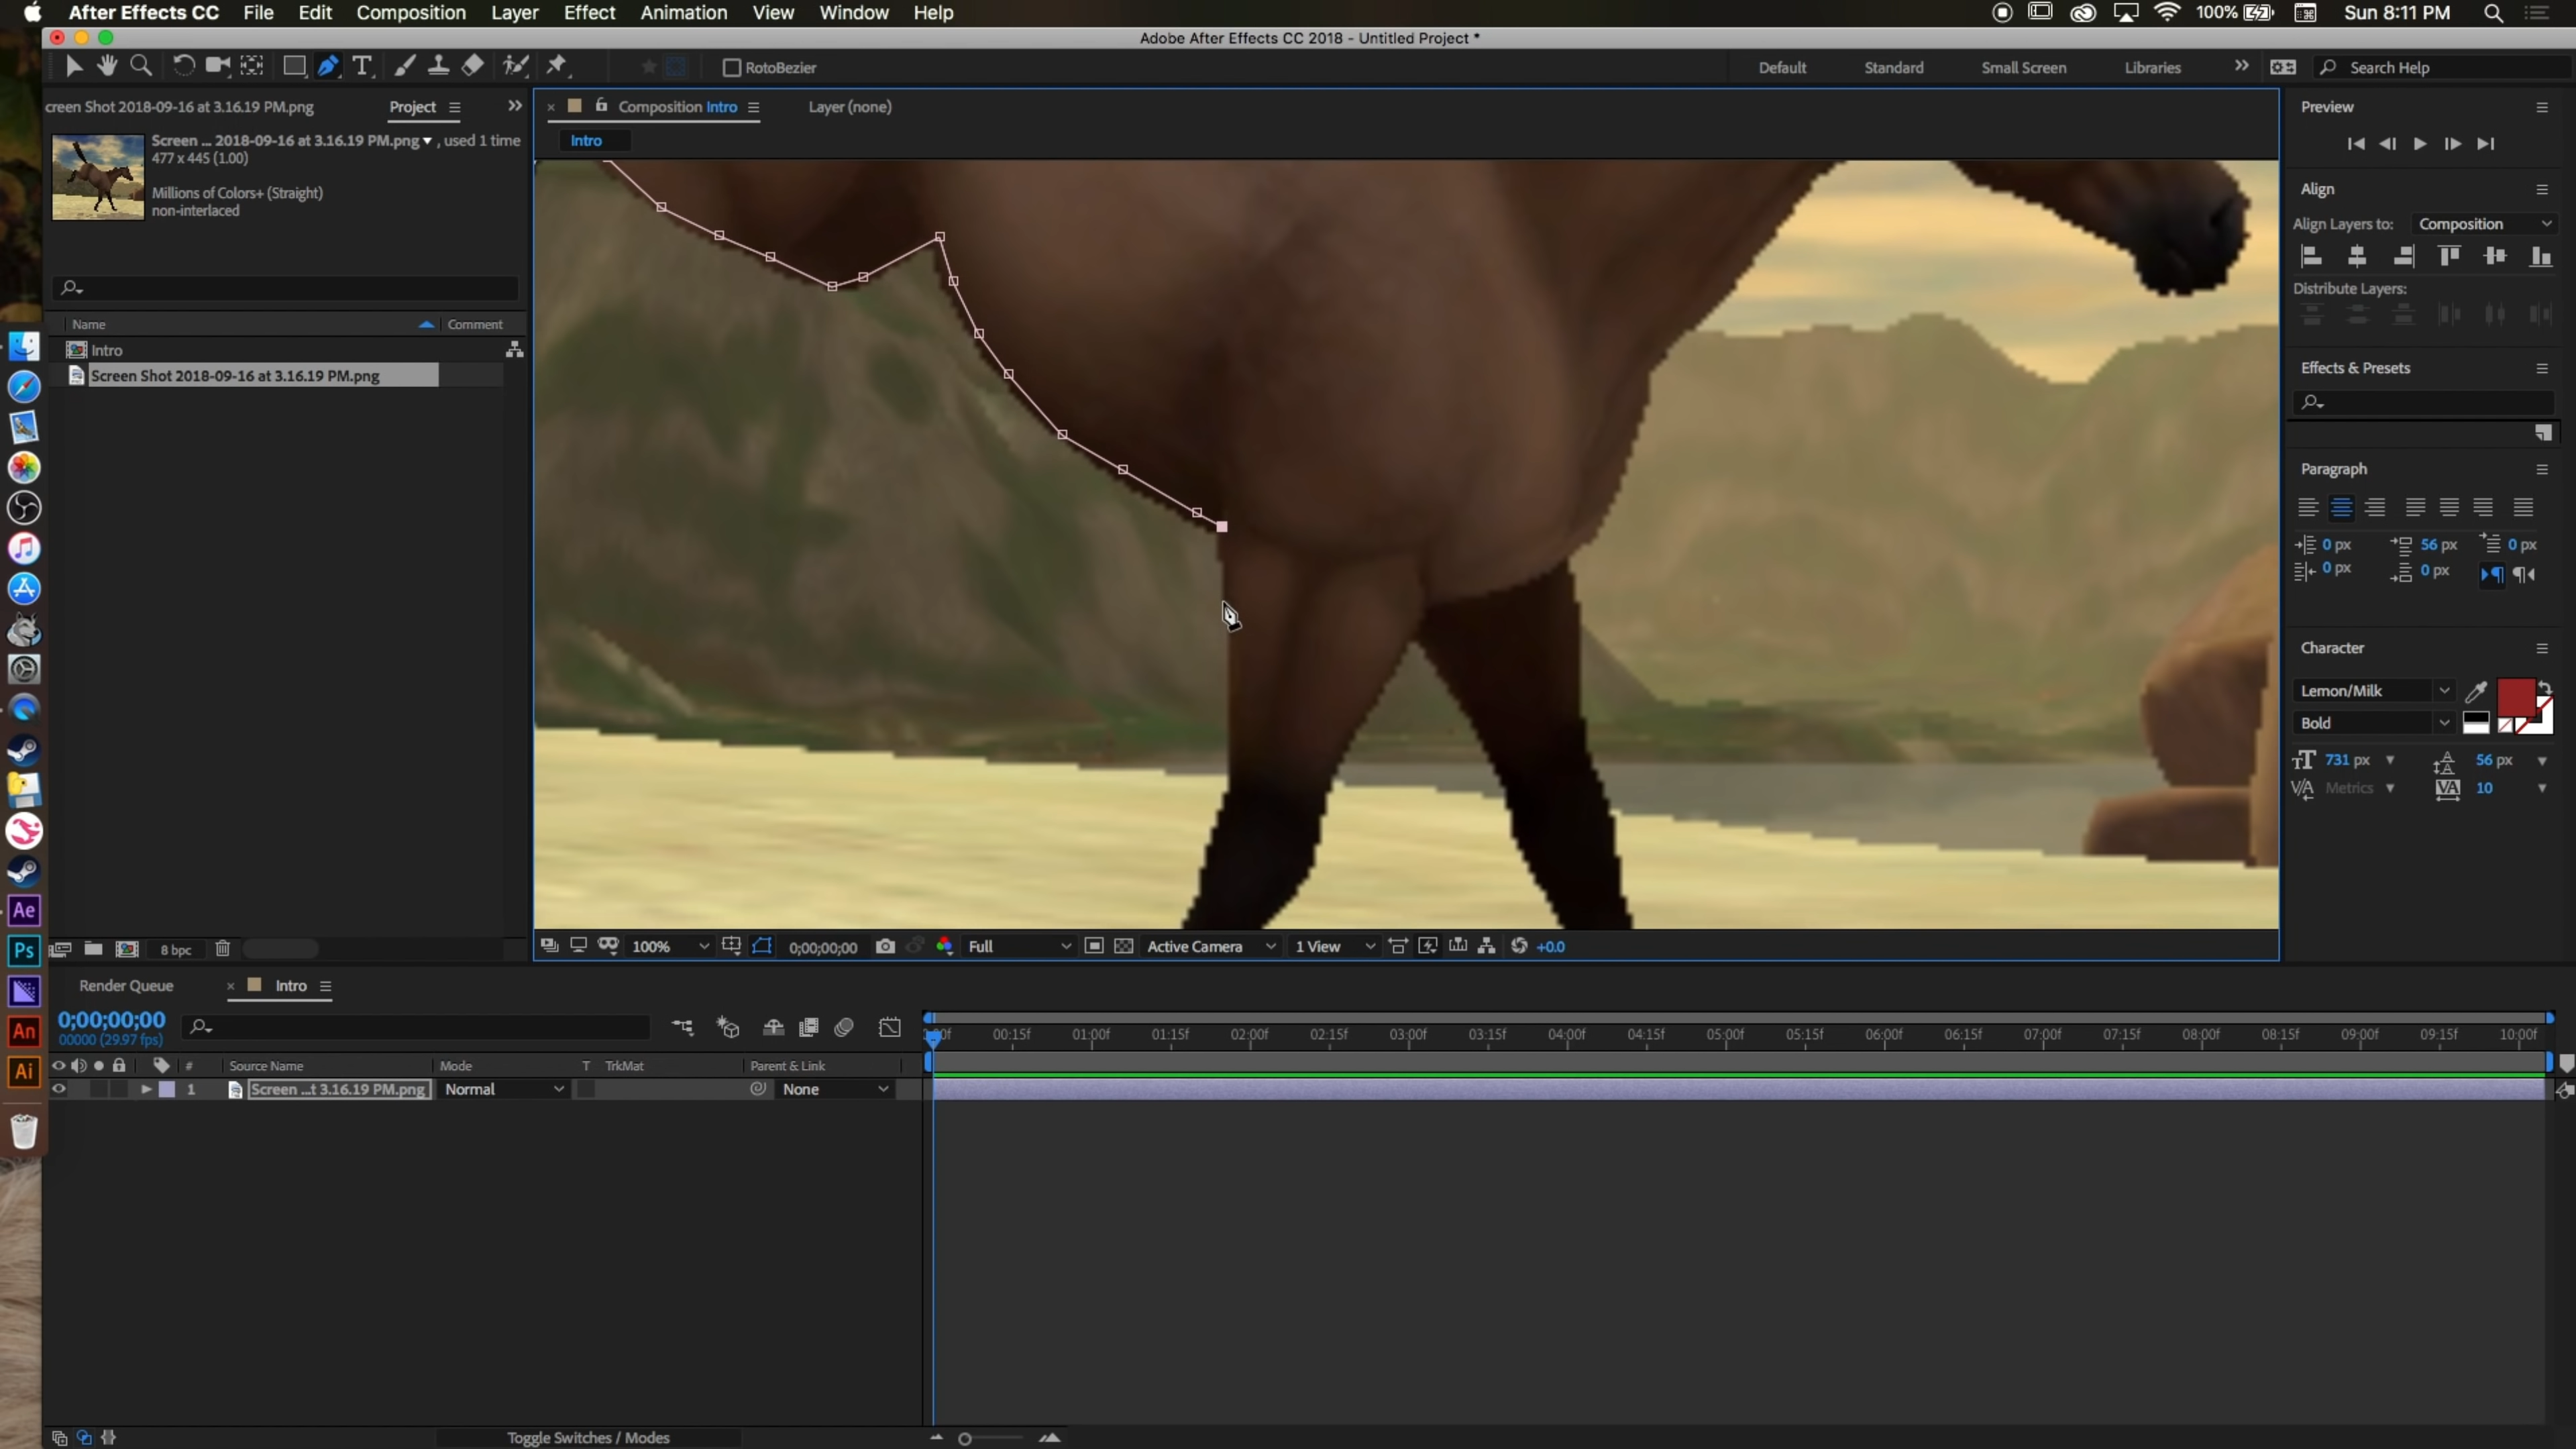 After Effects CC File Edit Composition Layer Effect Animation View Window Help 100% Sun 8:11 PM
Adobe After Effects CC 2018 - Untitled Project *
RotoBezier Default Standard Small Screen Libraries Search Help
creen Shot 2018-09-16 at 3.16.19 PM.png Project
Composition Intro Layer (none)
Intro
Screen ... 2018-09-16 at 3.16.19 PM.png , used 1 time
477 x 445 (1.00)
Millions of Colors+ (Straight)
non-interlaced
Name Comment
Intro
Screen Shot 2018-09-16 at 3.16.19 PM.png
8 bpc
100% 0;00;00;00 Full Active Camera 1 View +0.0
Preview
Align
Align Layers to: Composition
Distribute Layers:
Effects & Presets
Paragraph
0 px 56 px 0 px
0 px 0 px
Character
Lemon/Milk
Bold
731 px 56 px
Metrics 10
Ae
Ps
An
Ai
Render Queue Intro
0;00;00;00
00000 (29.97 fps)
00:15f 01:00f 01:15f 02:00f 02:15f 03:00f 03:15f 04:00f 04:15f 05:00f 05:15f 06:00f 06:15f 07:00f 07:15f 08:00f 08:15f 09:00f 09:15f 10:00f
# Source Name Mode T TrkMat Parent & Link
1 Screen ...t 3.16.19 PM.png Normal None
Toggle Switches / Modes